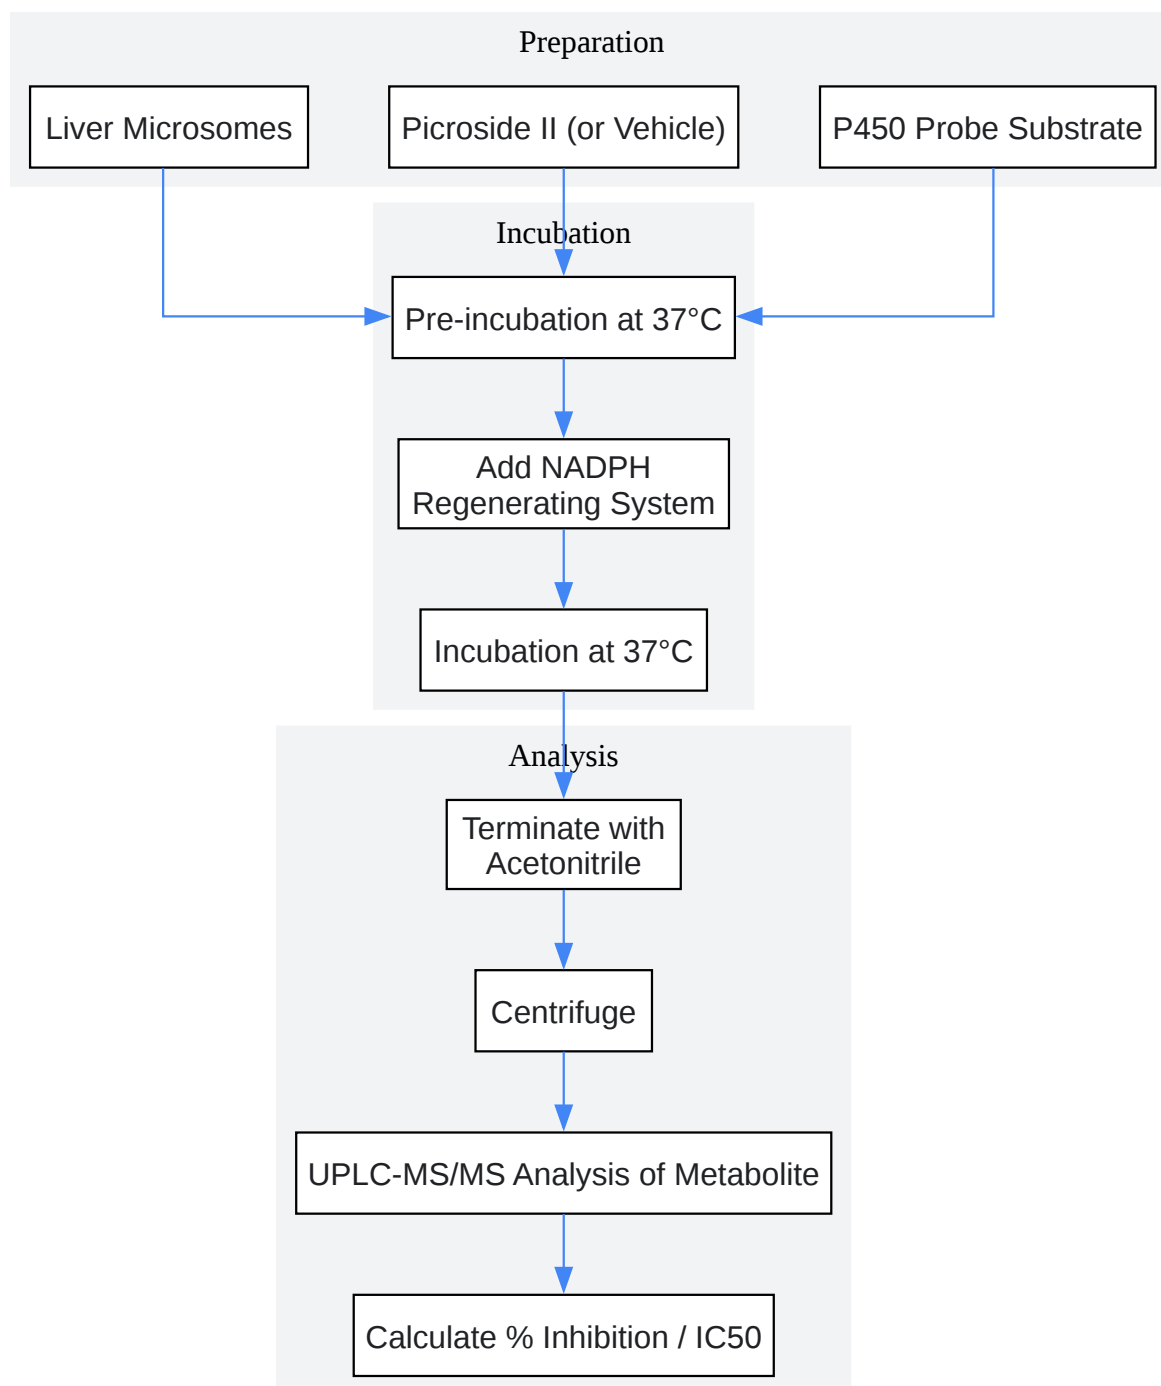 Preparation
Liver Microsomes
Picroside II (or Vehicle)
P450 Probe Substrate
Incubation
Pre-incubation at 37°C
Add NADPH
Regenerating System
Incubation at 37°C
Analysis
Terminate with
Acetonitrile
Centrifuge
UPLC-MS/MS Analysis of Metabolite
Calculate % Inhibition / IC50